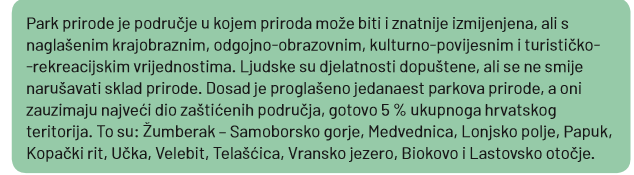 Park prirode je područje u kojem priroda može biti i znatnije izmijenjena, ali s
naglašenim krajobraznim, odgojno-obrazovnim, kulturno-povijesnim i turističko-
-rekreacijskim vrijednostima. Ljudske su djelatnosti dopuštene, ali se ne smije
narušavati sklad prirode. Dosad je proglašeno jedanaest parkova prirode, a oni
zauzimaju najveći dio zaštićenih područja, gotovo 5 % ukupnoga hrvatskog
teritorija. To su: Žumberak – Samoborsko gorje, Medvednica, Lonjsko polje, Papuk,
Kopački rit, Učka, Velebit, Telašćica, Vransko jezero, Biokovo i Lastovsko otočje.